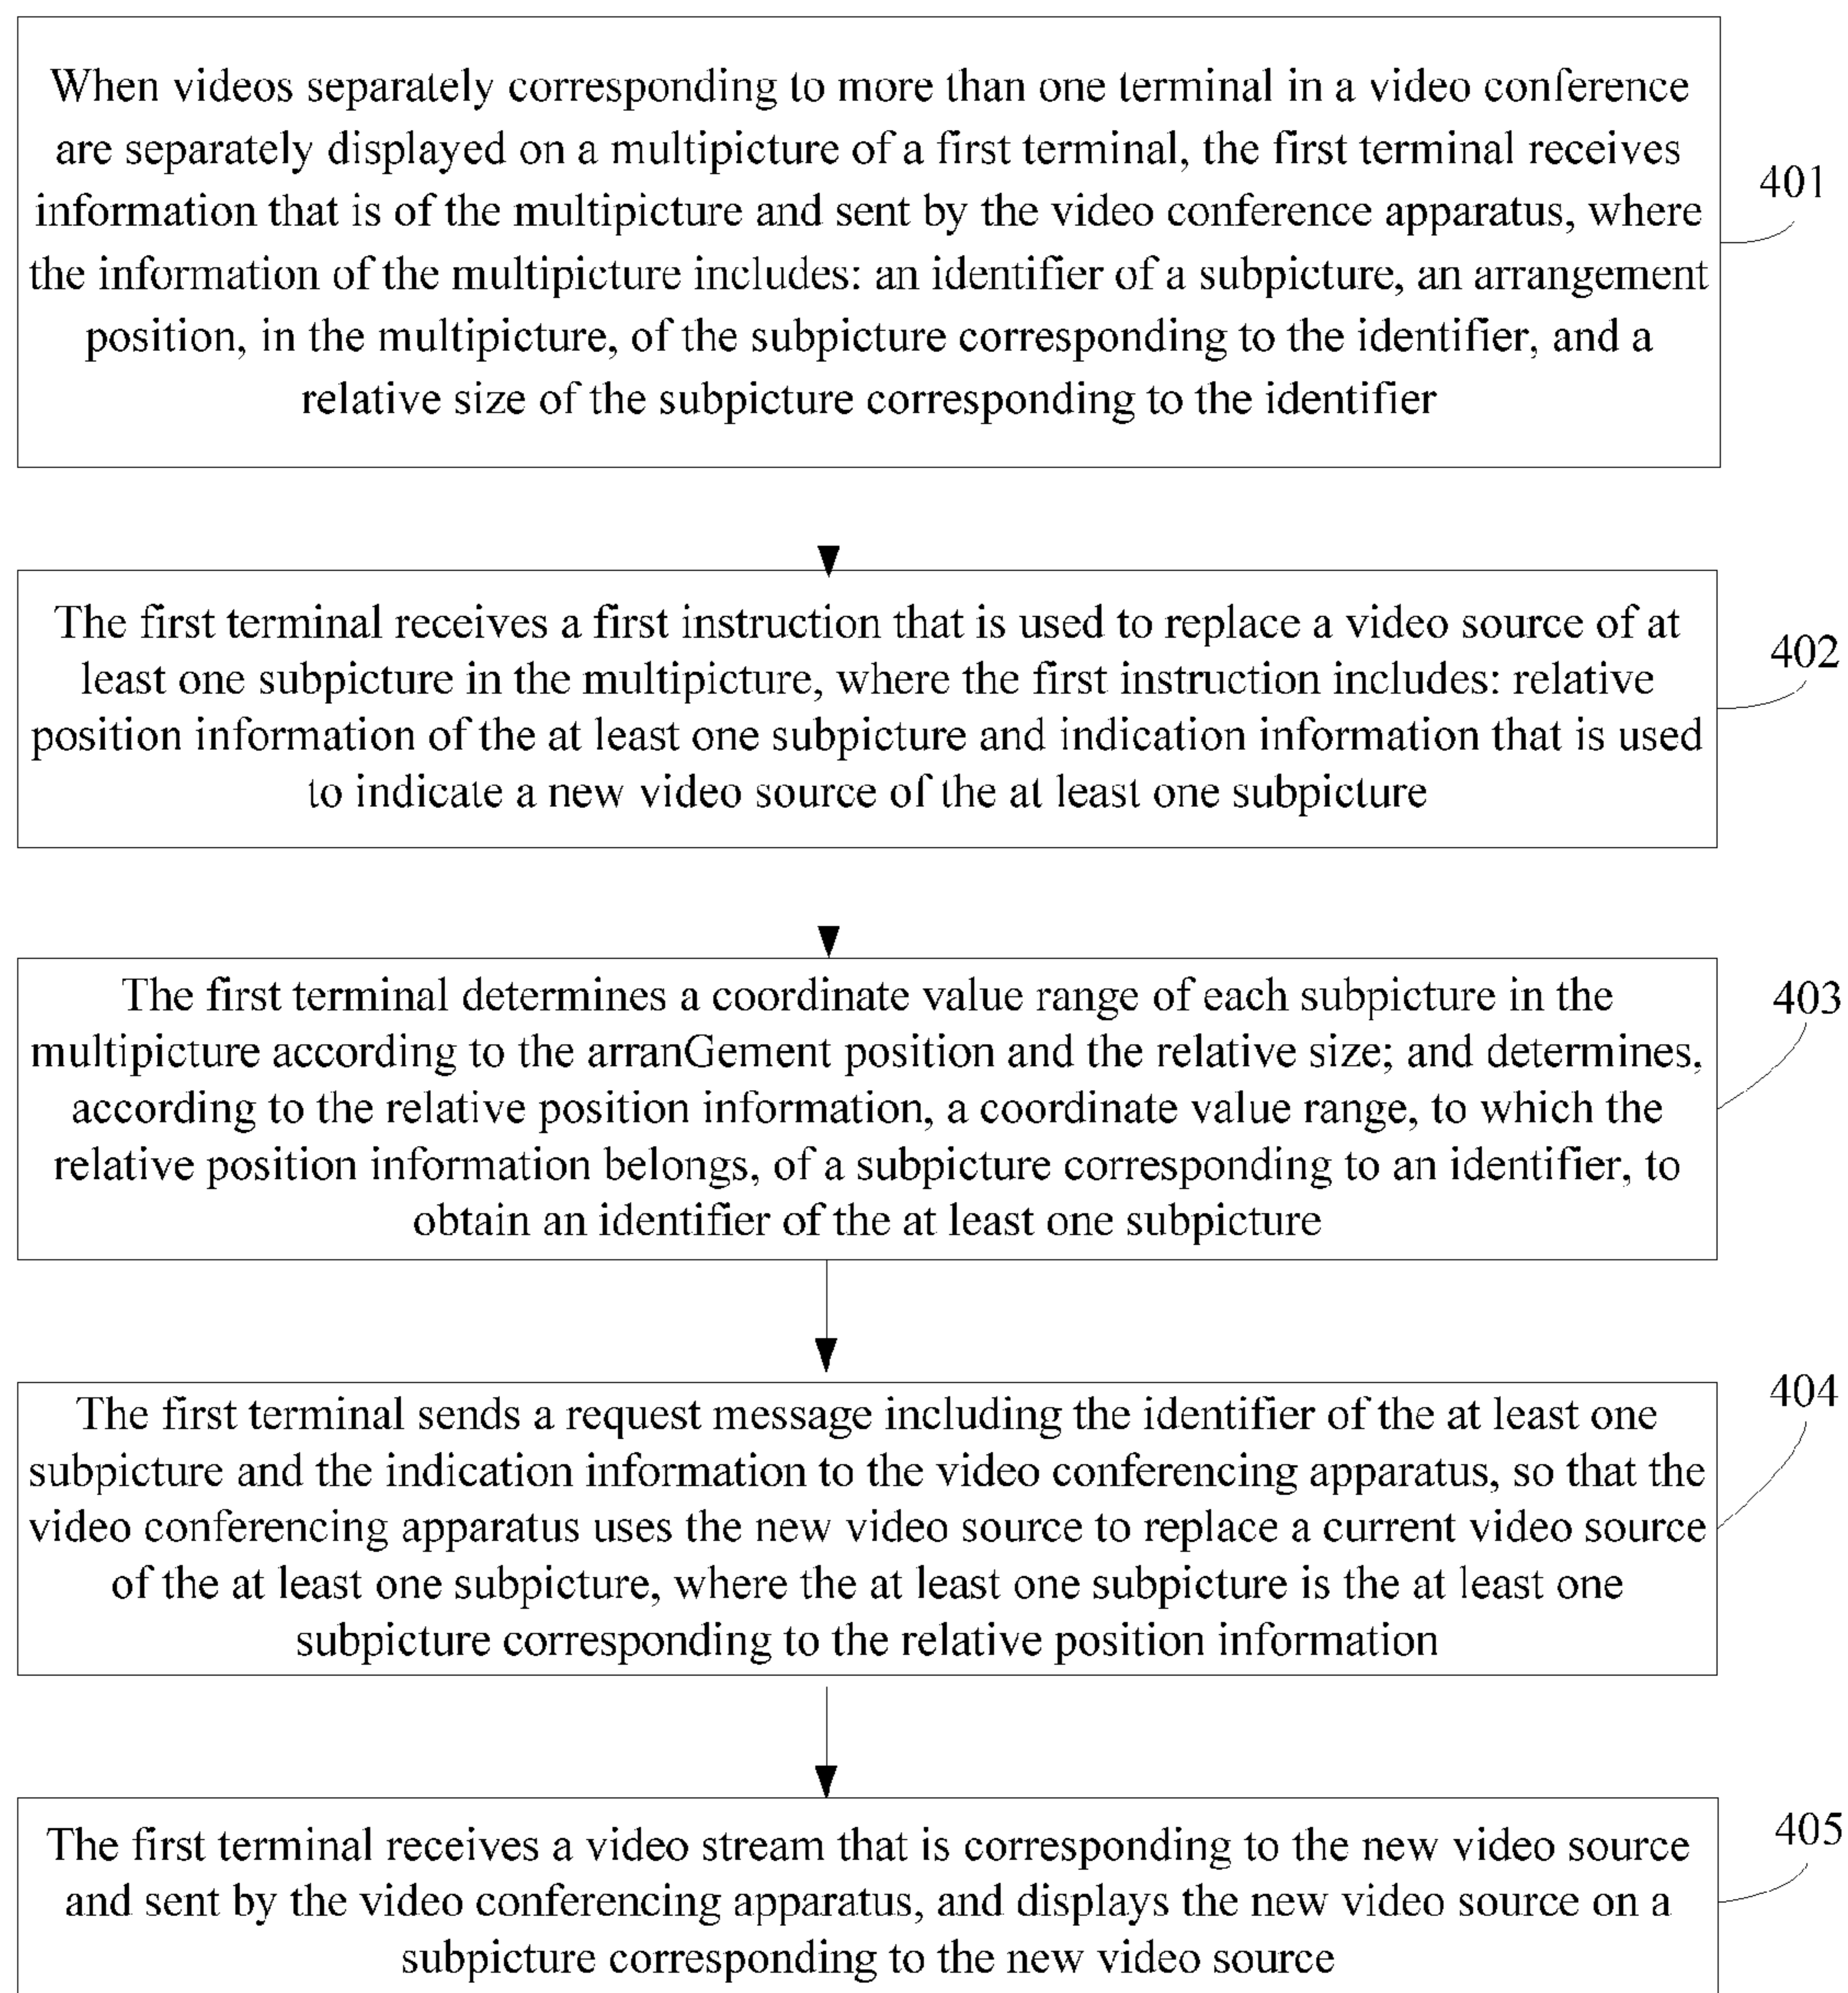 When videos separately corresponding to more than one terminal in a video conference
are separately displayed on a multipicture of a first terminal, the first terminal receives
information that is of the multipicture and sent by the video conference apparatus, where
the information of the multipicture includes: an identifier of a subpicture, an arrangement
position, in the multipicture, of the subpicture corresponding to the identifier, and a
relative size of the subpicture corresponding to the identifier
401
The first terminal receives a first instruction that is used to replace a video source of at
least one subpicture in the multipicture, where the first instruction includes: relative
position information of the at least one subpicture and indication information that is used
to indicate a new video source of the at least one subpicture
402
The first terminal determines a coordinate value range of each subpicture in the
multipicture according to the arranGement position and the relative size; and determines,
according to the relative position information, a coordinate value range, to which the
relative position information belongs, of a subpicture corresponding to an identifier, to
obtain an identifier of the at least one subpicture
403
The first terminal sends a request message including the identifier of the at least one
subpicture and the indication information to the video conferencing apparatus, so that the
video conferencing apparatus uses the new video source to replace a current video source
of the at least one subpicture, where the at least one subpicture is the at least one
subpicture corresponding to the relative position information
404
The first terminal receives a video stream that is corresponding to the new video source
and sent by the video conferencing apparatus, and displays the new video source on a
subpicture corresponding to the new video source
405